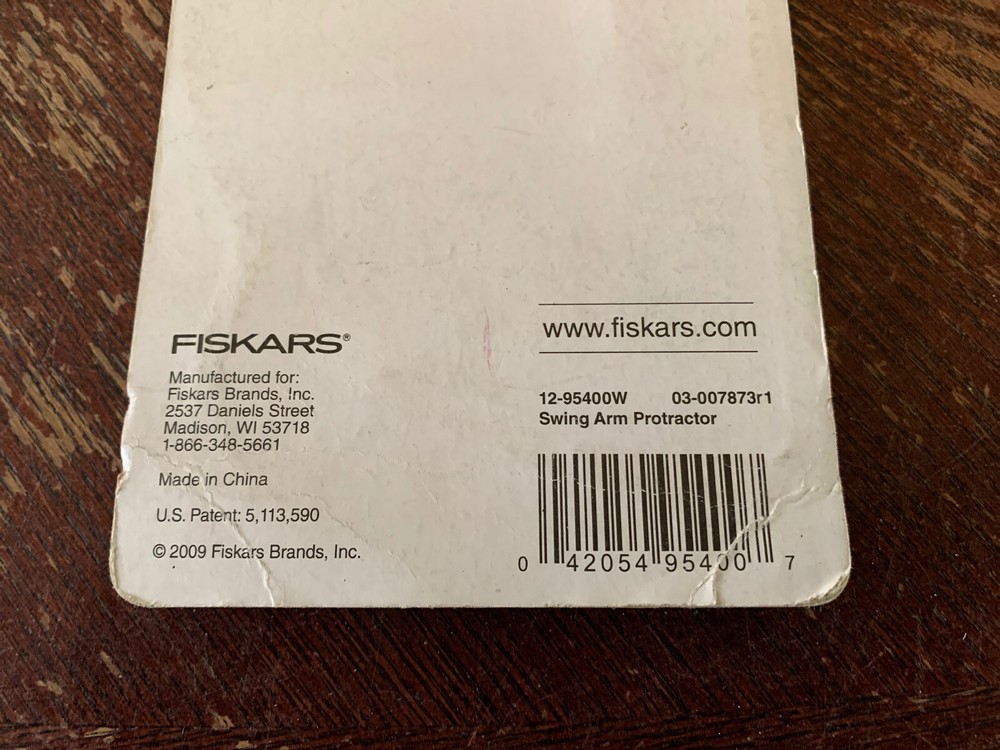 FISKARS®
Manufactured for:
Fiskars Brands, Inc.
2537 Daniels Street
Madison, WI 53718
1-866-348-5661
Made in China
U.S. Patent: 5,113,590
© 2009 Fiskars Brands, Inc.
www.fiskars.com
12-95400W 03-007873r1
Swing Arm Protractor
0 42054 95400 7